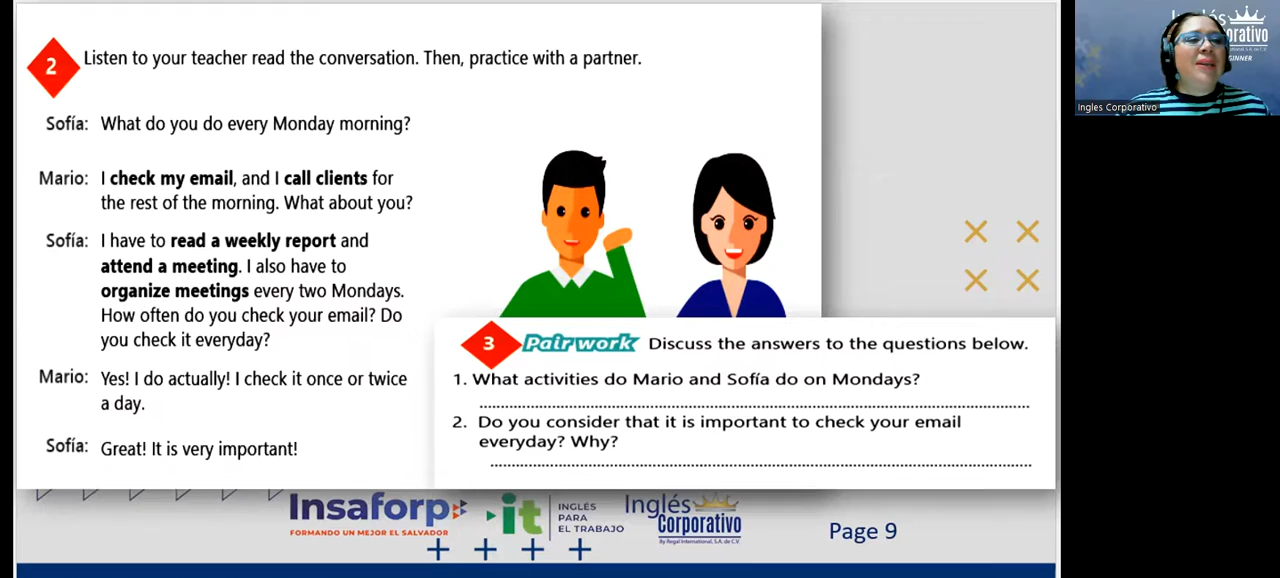 2 Listen to your teacher read the conversation. Then, practice with a partner.
Sofía: What do you do every Monday morning?
Mario: I check my email, and I call clients for
the rest of the morning. What about you?
Sofía: I have to read a weekly report and
attend a meeting. I also have to
organize meetings every two Mondays.
How often do you check your email? Do
you check it everyday?
Mario: Yes! I do actually! I check it once or twice
a day.
Sofía: Great! It is very important!
3 Pair work Discuss the answers to the questions below.
1. What activities do Mario and Sofía do on Mondays?
2. Do you consider that it is important to check your email
everyday? Why?
Insaforp
FORMANDO UN MEJOR EL SALVADOR
it
INGLÉS
PARA
EL TRABAJO
Inglés
Corporativo
By Regal International, S.A. de C.V.
Page 9
Ingles Corporativo